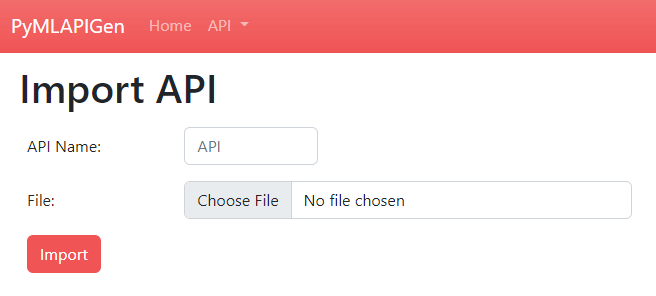 PyMLAPIGen Home API
Import API
API Name: API
File: Choose File No file chosen
Import